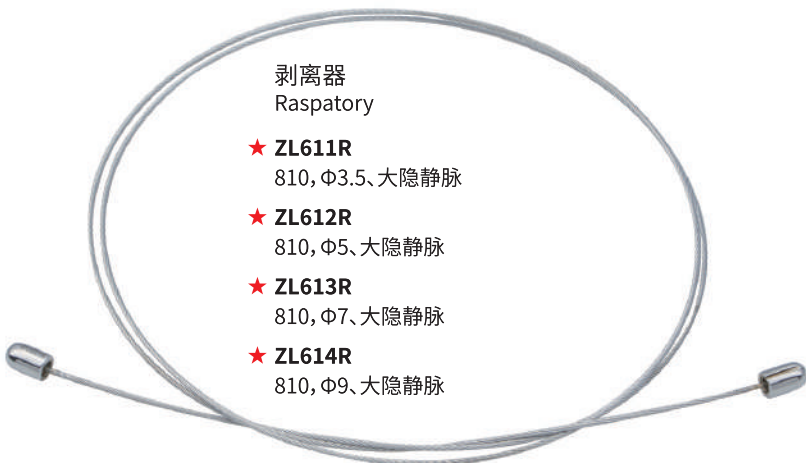 剥离器
Raspatory
★ ZL611R
810,Φ3.5、大隐静脉
★ ZL612R
810,Φ5、大隐静脉
★ ZL613R
810,Φ7、大隐静脉
★ ZL614R
810,Φ9、大隐静脉